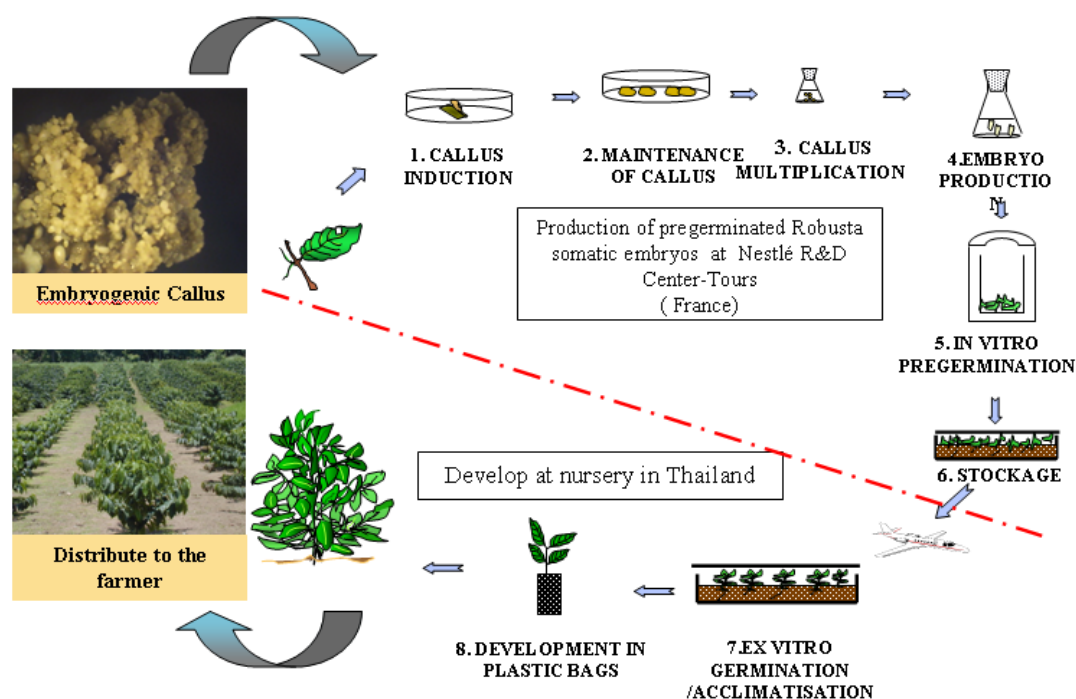 Embryogenic Callus
1. CALLUS
INDUCTION
2. MAINTENANCE
OF CALLUS
3. CALLUS
MULTIPLICATION
4.EMBRYO
PRODUCTIO
N
Production of pregerminated Robusta
somatic embryos at Nestlé R&D
Center-Tours
( France)
5. IN VITRO
PREGERMINATION
6. STOCKAGE
Develop at nursery in Thailand
7.EX VITRO
GERMINATION
/ACCLIMATISATION
8. DEVELOPMENT IN
PLASTIC BAGS
Distribute to the
farmer